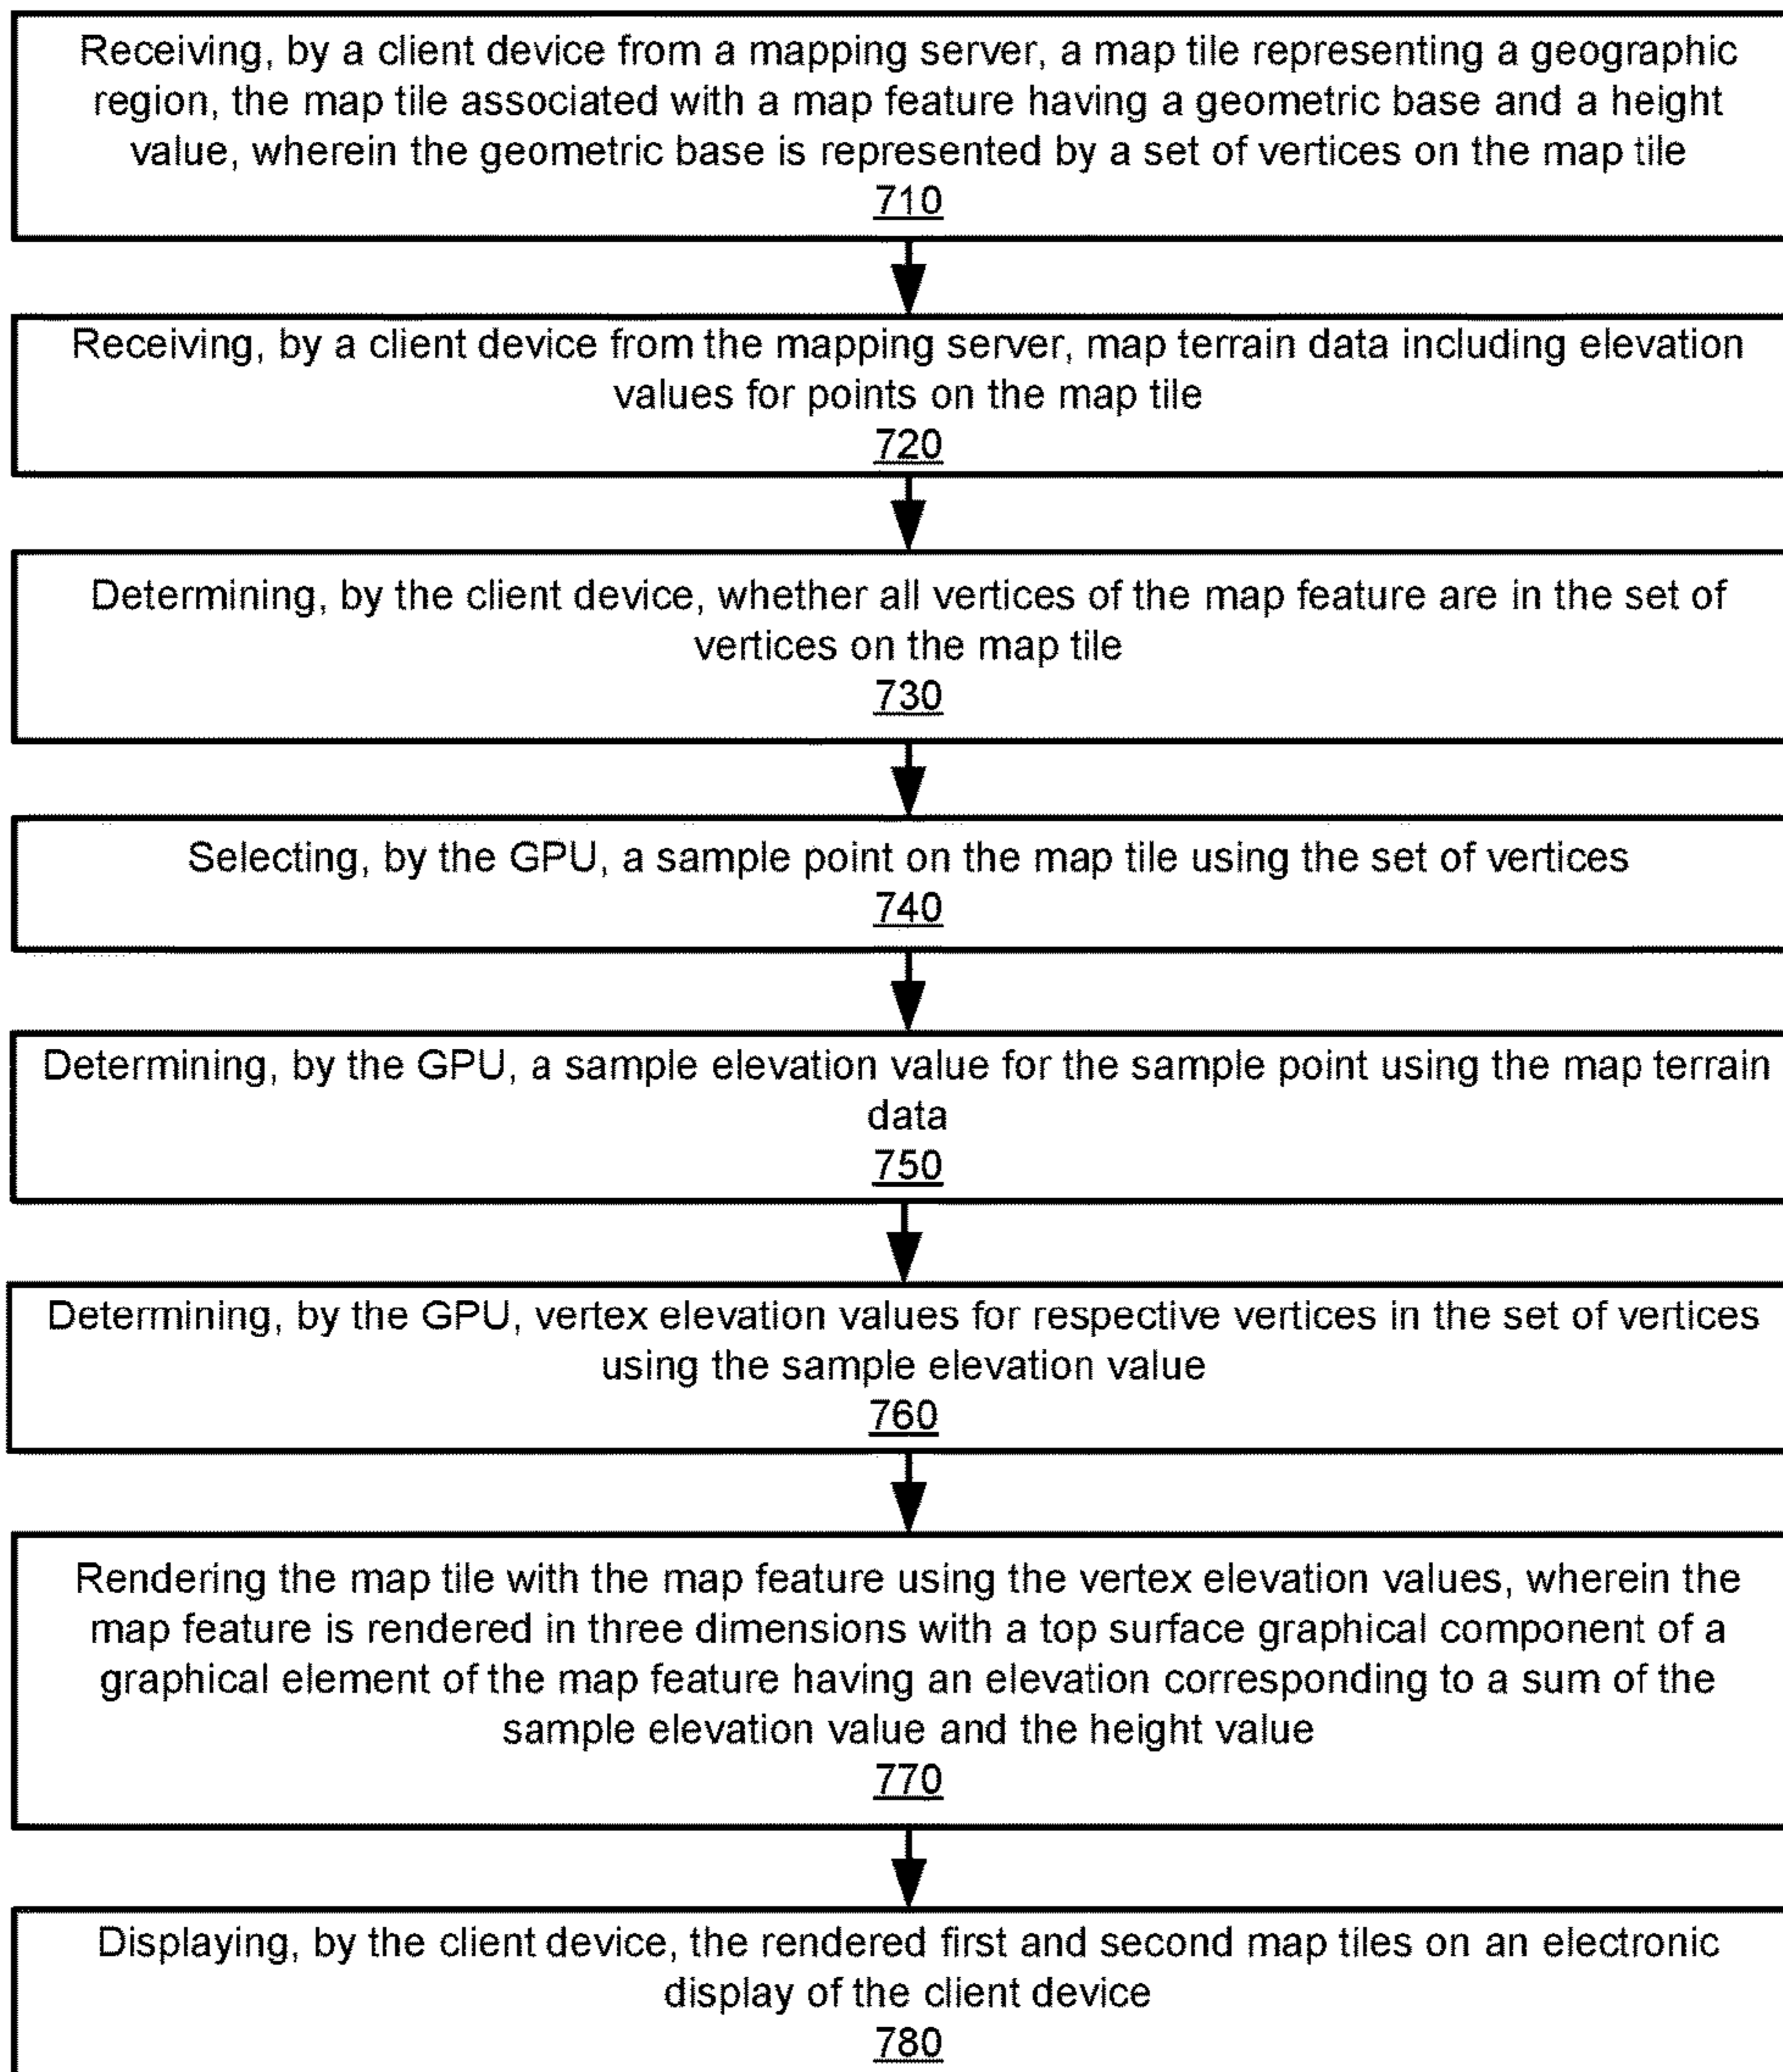 Receiving, by a client device from a mapping server, a map tile representing a geographic
region, the map tile associated with a map feature having a geometric base and a height
value, wherein the geometric base is represented by a set of vertices on the map tile
710
Receiving, by a client device from the mapping server, map terrain data including elevation
values for points on the map tile
720
Determining, by the client device, whether all vertices of the map feature are in the set of
vertices on the map tile
730
Selecting, by the GPU, a sample point on the map tile using the set of vertices
740
Determining, by the GPU, a sample elevation value for the sample point using the map terrain
data
750
Determining, by the GPU, vertex elevation values for respective vertices in the set of vertices
using the sample elevation value
760
Rendering the map tile with the map feature using the vertex elevation values, wherein the
map feature is rendered in three dimensions with a top surface graphical component of a
graphical element of the map feature having an elevation corresponding to a sum of the
sample elevation value and the height value
770
Displaying, by the client device, the rendered first and second map tiles on an electronic
display of the client device
780